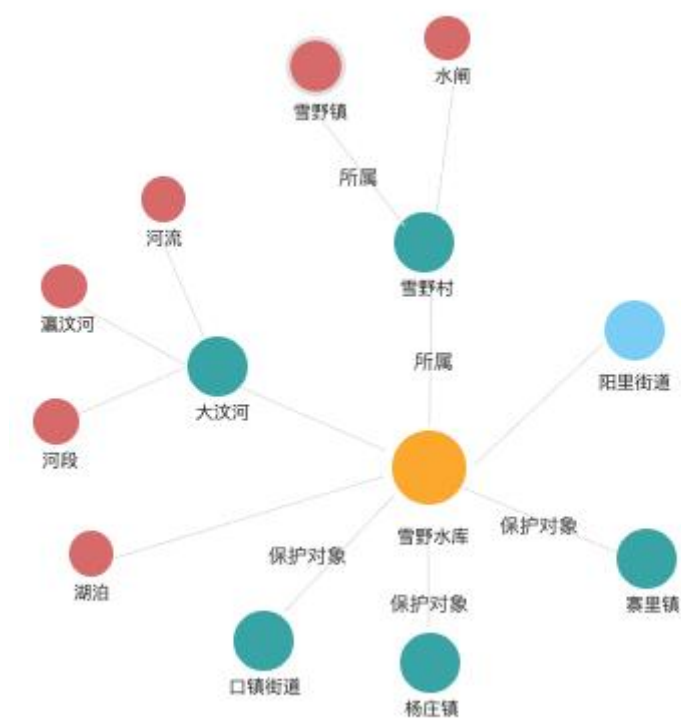 水闸
雪野镇
所属
河流
雪野村
瀛汶河
所属
阳里街道
大汶河
河段
保护对象
雪野水库
保护对象
湖泊
保护对象
寨里镇
口镇街道
杨庄镇